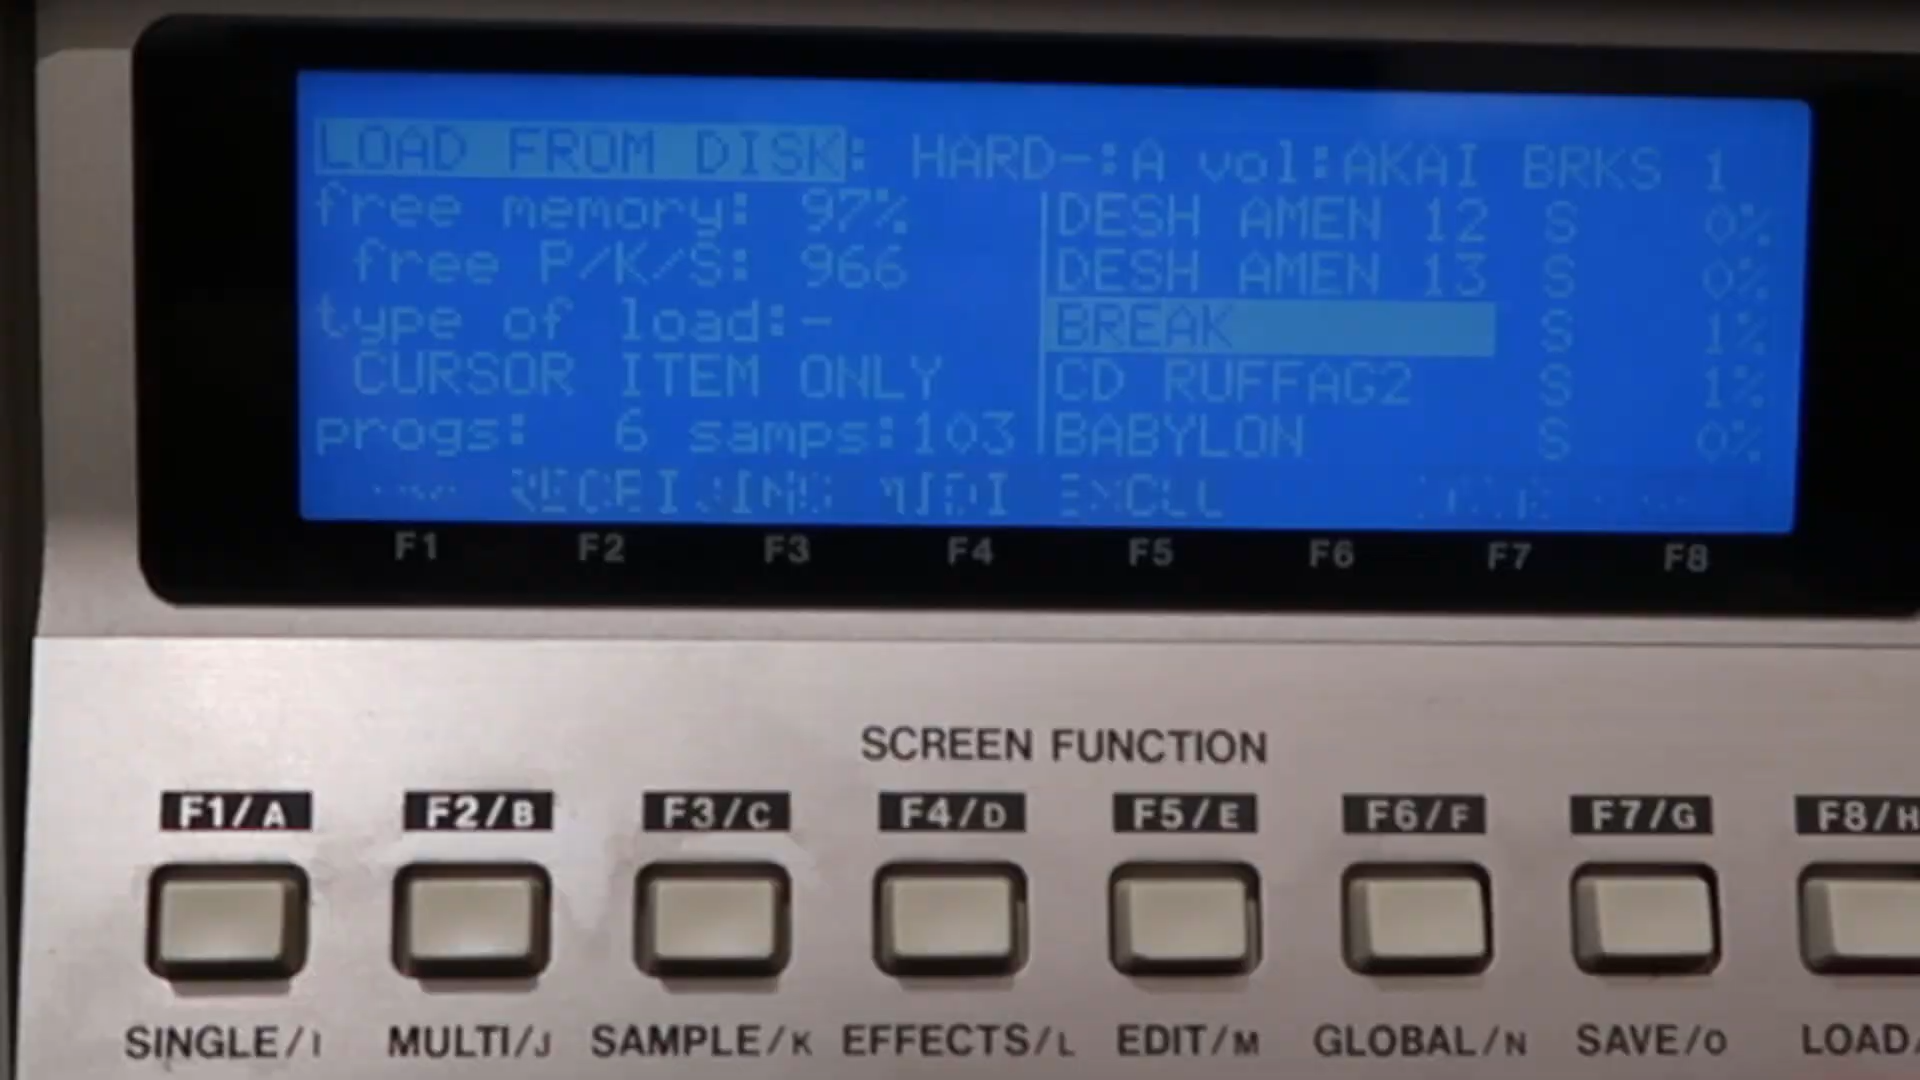 LOAD FROM DISK: HARD-:A vol:AKAI BRKS 1
free memory: 97% DESH AMEN 12 S 0%
free P/K/S: 966 DESH AMEN 13 S 0%
type of load:- BREAK S 1%
CURSOR ITEM ONLY CD RUFFAG2 S 1%
progs: 6 samps:103 BABYLON S 0%
F1 F2 F3 F4 F5 F6 F7 F8
SCREEN FUNCTION
F1/A F2/B F3/C F4/D F5/E F6/F F7/G F8/H
SINGLE/I MULTI/J SAMPLE/K EFFECTS/L EDIT/M GLOBAL/N SAVE/O LOAD/